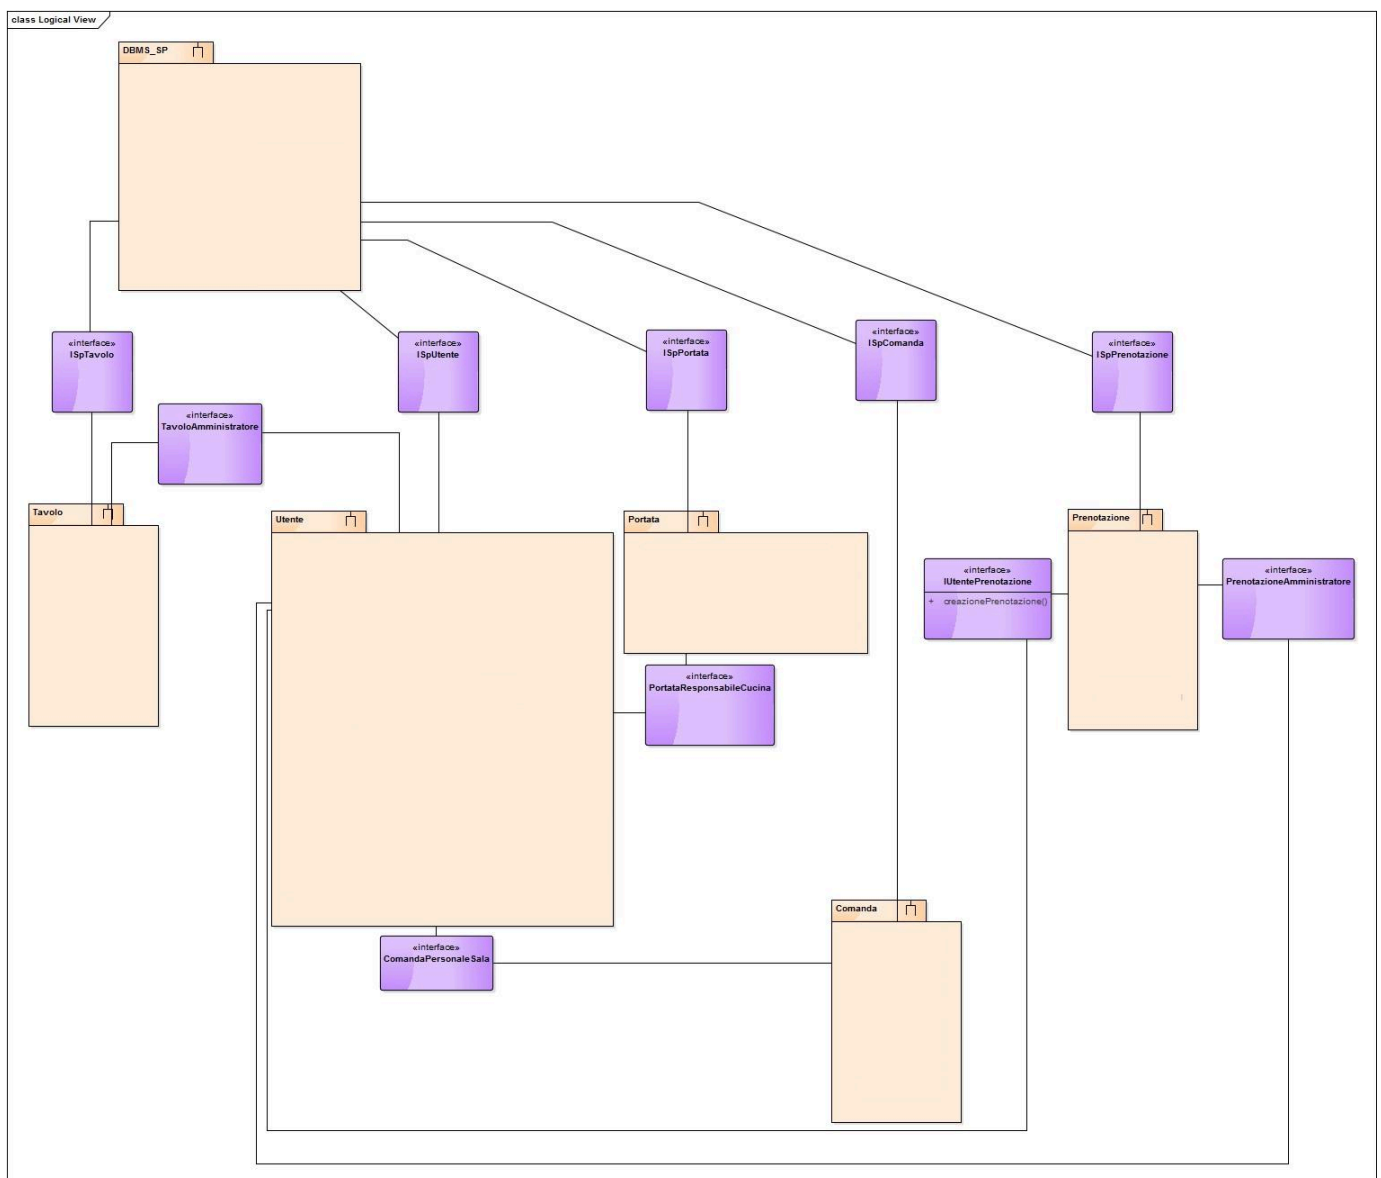 class Logical View
DBMS_SP
«interface»
ISpTavolo
«interface»
ISpUtente
«interface»
ISpPortata
«interface»
ISpComanda
«interface»
ISpPrenotazione
«interface»
TavoloAmministratore
Tavolo
Utente
Portata
Prenotazione
«interface»
IUtentePrenotazione
+ creazionePrenotazione()
«interface»
PrenotazioneAmministratore
«interface»
PortataResponsabileCucina
Comanda
«interface»
ComandaPersonaleSala